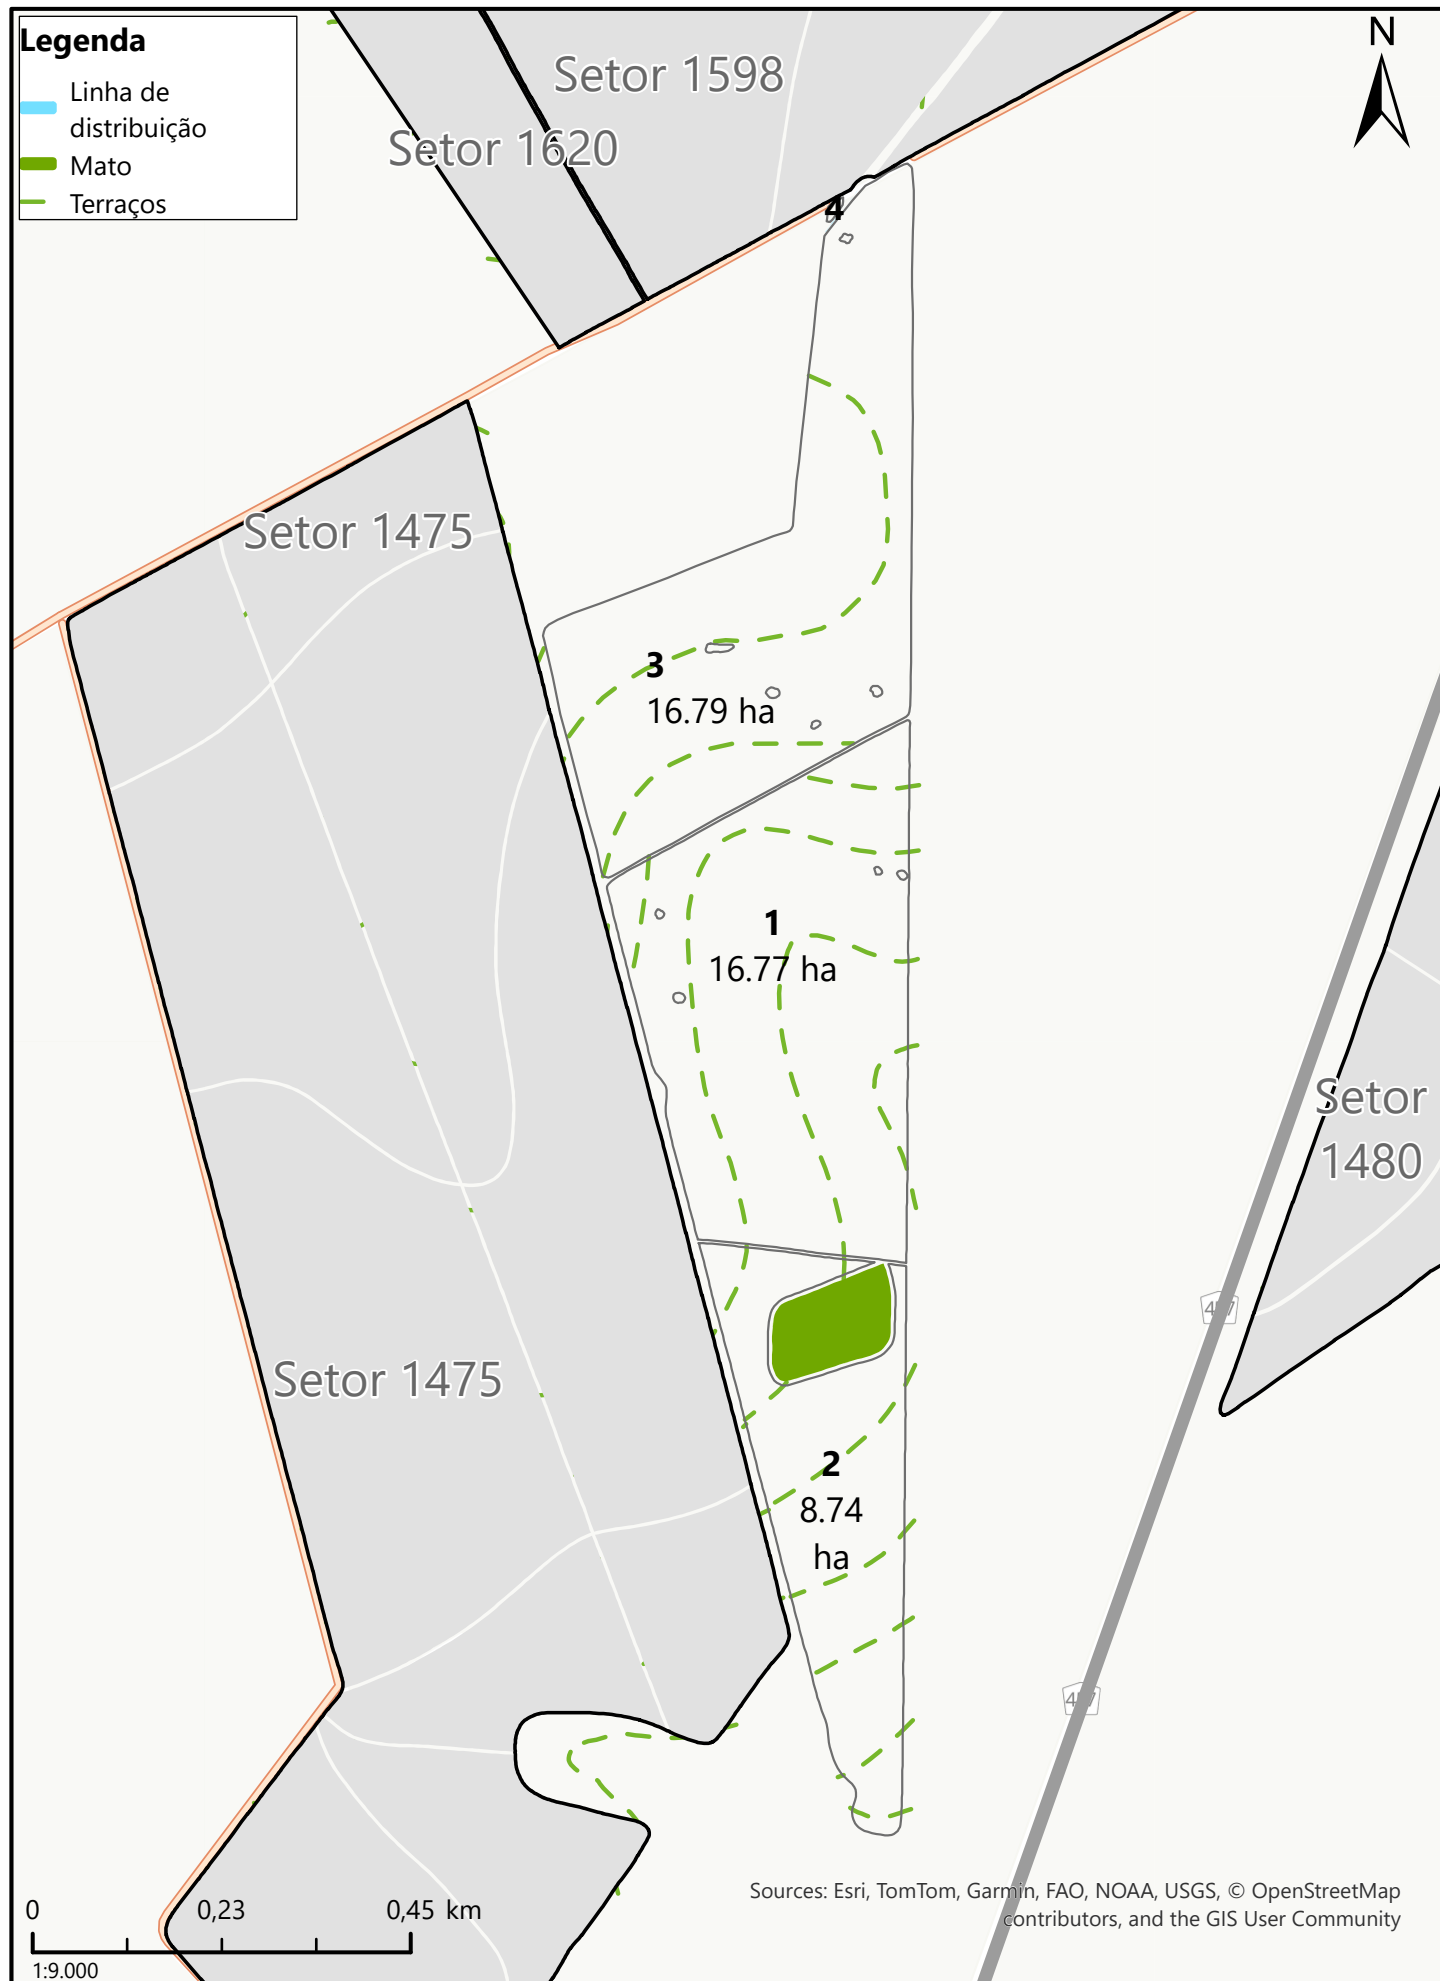 Legenda
Linha de
distribuição
Mato
Terraços
N
Setor 1598
Setor 1620
4
Setor 1475
3
16.79 ha
1
16.77 ha
Setor
1480
Setor 1475
2
8.74
ha
Sources: Esri, TomTom, Garmin, FAO, NOAA, USGS, © OpenStreetMap
contributors, and the GIS User Community
0 0,23 0,45 km
1:9.000